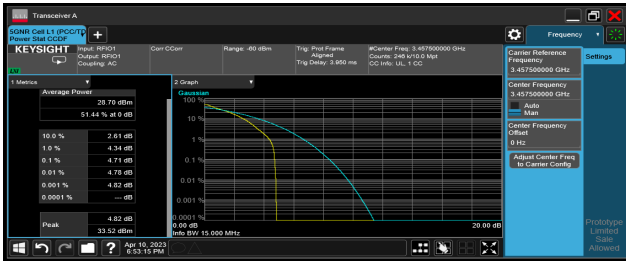 Transceiver A
5GNR Cell L1 (PCC/TD
Power Stat CCDF
Frequency
KEYSIGHT
Input: RFIO1
Output: RFIO1
Coupling: AC
Corr CCorr
Range: -60 dBm
Trig: Prot Frame
Aligned
Trig Delay: 3.950 ms
#Center Freq: 3.457500000 GHz
Counts: 246 k/10.0 Mpt
CC Info: UL, 1 CC
Carrier Reference
Frequency
3.457500000 GHz
Settings
Center Frequency
3.457500000 GHz
Auto
Man
Center Frequency
Offset
0 Hz
Adjust Center Freq
to Carrier Config
1 Metrics
Average Power
28.70 dBm
51.44 % at 0 dB
10.0 % 2.61 dB
1.0 % 4.34 dB
0.1 % 4.71 dB
0.01 % 4.78 dB
0.001 % 4.82 dB
0.0001 % --- dB
Peak
4.82 dB
33.52 dBm
2 Graph
Gaussian
100 %
10 %
1 %
0.1 %
0.01 %
0.001 %
0.0001 %
0.00 dB
20.00 dB
Info BW 15.000 MHz
Prototype
Limited
Sale
Allowed
?
Apr 10, 2023
6:53:15 PM